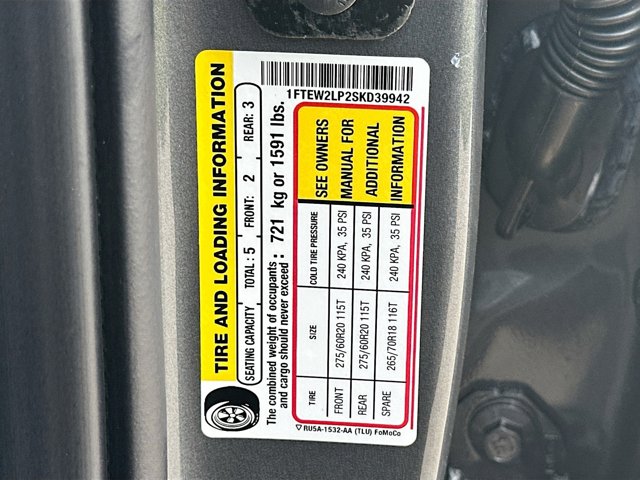 1FTEW2LP2SKD39942
TIRE AND LOADING INFORMATION
SEATING CAPACITY TOTAL : 5 FRONT: 2 REAR: 3
The combined weight of occupants
and cargo should never exceed : 721 kg or 1591 lbs.
TIRE SIZE COLD TIRE PRESSURE
FRONT 275/60R20 115T 240 KPA, 35 PSI
REAR 275/60R20 115T 240 KPA, 35 PSI
SPARE 265/70R18 116T 240 KPA, 35 PSI
SEE OWNERS
MANUAL FOR
ADDITIONAL
INFORMATION
▽ RU5A-1532-AA (TLU) FoMoCo